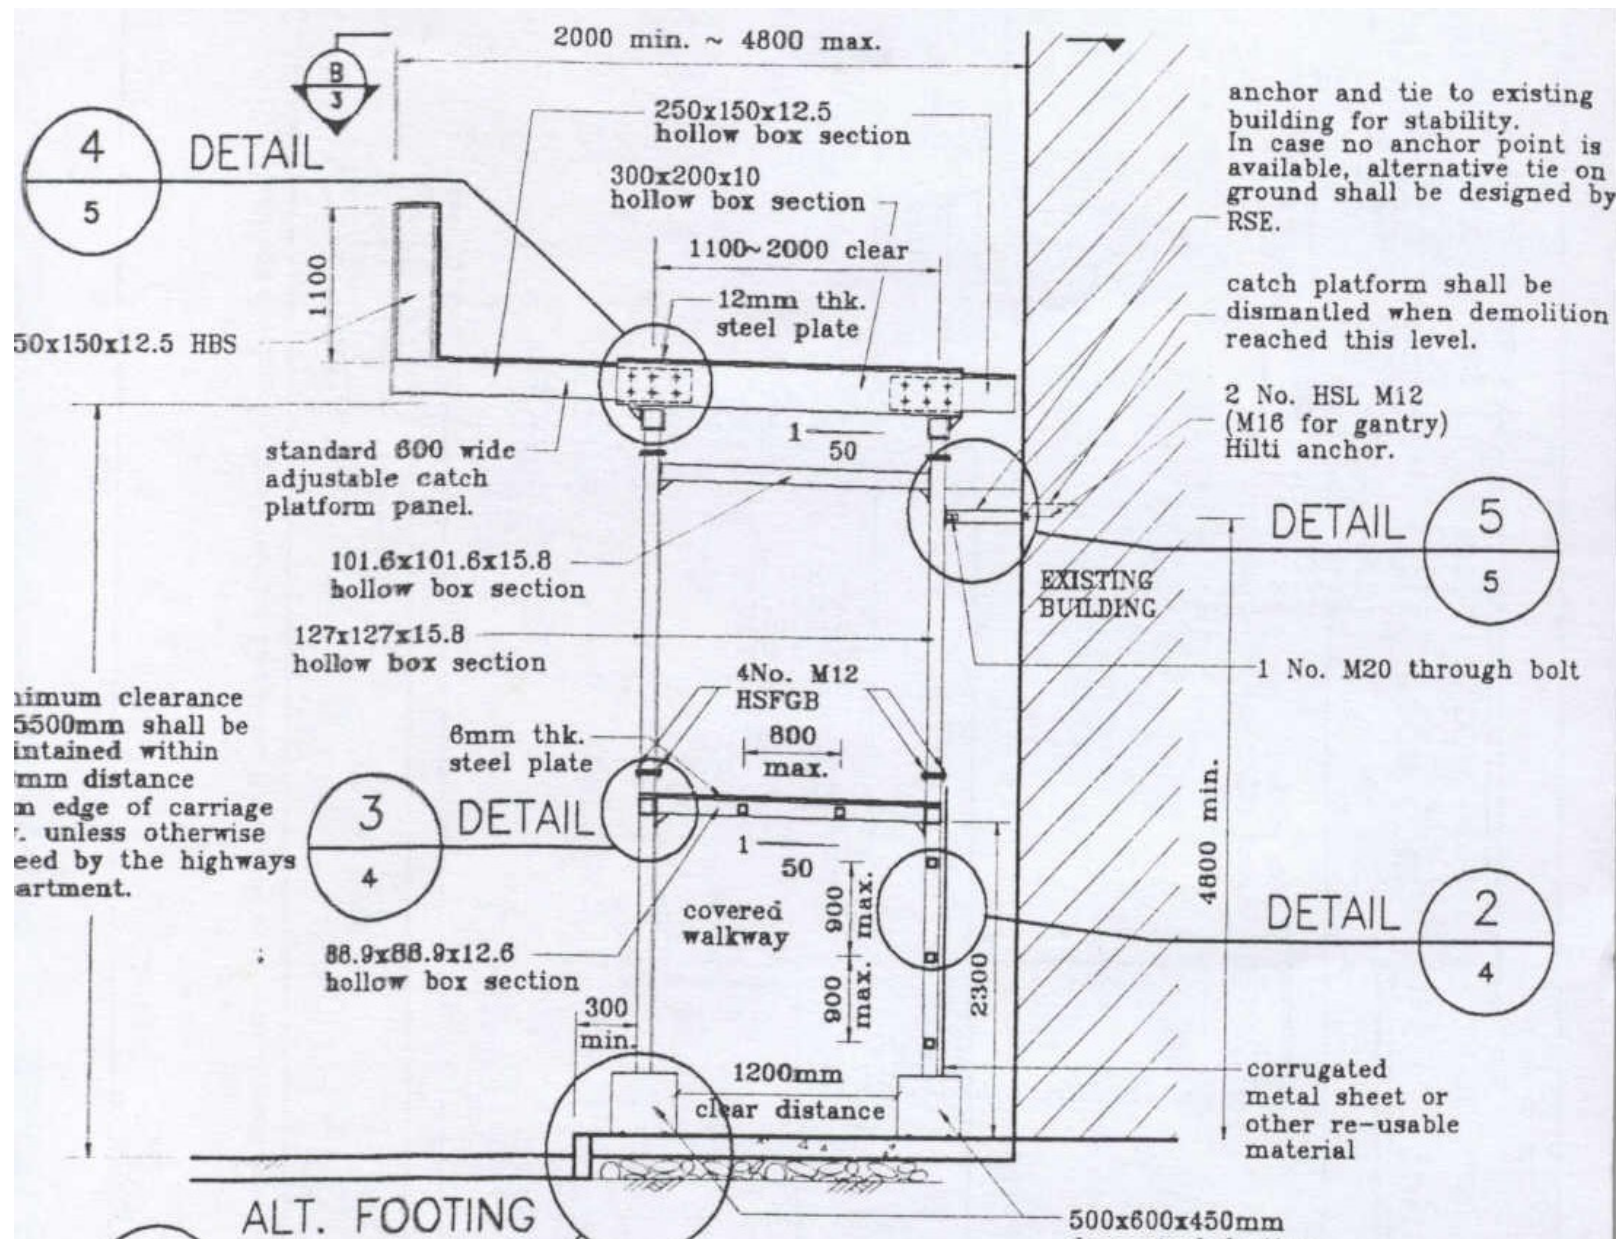 2000 min. ~ 4800 max.
B
3
4
5
DETAIL
250x150x12.5
hollow box section
300x200x10
hollow box section
1100~2000 clear
12mm thk.
steel plate
1100
50x150x12.5 HBS
anchor and tie to existing
building for stability.
In case no anchor point is
available, alternative tie on
ground shall be designed by
RSE.
catch platform shall be
dismantled when demolition
reached this level.
2 No. HSL M12
(M16 for gantry)
Hilti anchor.
1
50
standard 600 wide
adjustable catch
platform panel.
DETAIL
5
5
101.6x101.6x15.8
hollow box section
EXISTING
BUILDING
127x127x15.8
hollow box section
1 No. M20 through bolt
4No. M12
HSFGB
nimum clearance
5500mm shall be
intained within
mm distance
m edge of carriage
. unless otherwise
eed by the highways
artment.
6mm thk.
steel plate
800
max.
4800 min.
3
4
DETAIL
1
50
900
max.
900
max.
covered
walkway
DETAIL
2
4
88.9x88.9x12.6
hollow box section
2300
300
min.
1200mm
clear distance
corrugated
metal sheet or
other re-usable
material
ALT. FOOTING
500x600x450mm